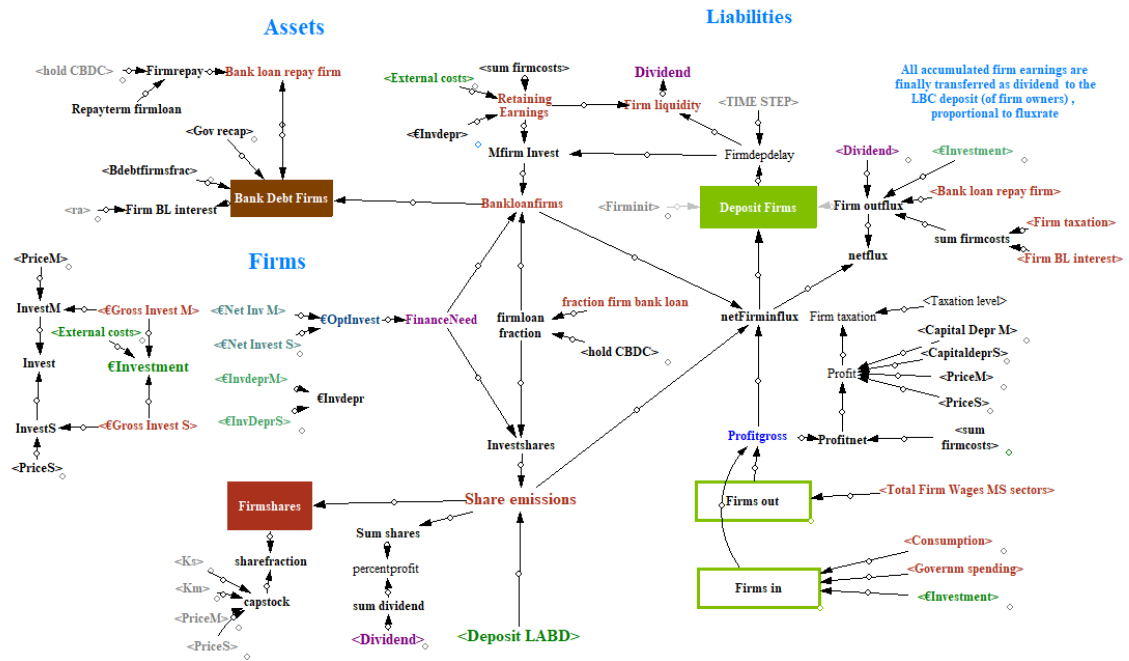 Assets
Liabilities
<hold CBDC>
Firmrepay
Bank loan repay firm
Repayterm firmloan
<Gov recap>
<Bdebtfirmsfrac>
<ra>
Firm BL interest
Bank Debt Firms
<External costs>
<sum firmcosts>
Retaining
Earnings
<€Invdepr>
Mfirm Invest
Bankloanfirms
Dividend
Firm liquidity
<TIME STEP>
Firmdepdelay
<Firminit>
Deposit Firms
All accumulated firm earnings are
finally transferred as dividend to the
LBC deposit (of firm owners) ,
proportional to fluxrate
<Dividend>
<€Investment>
<Bank loan repay firm>
Firm outflux
<Firm taxation>
sum firmcosts
<Firm BL interest>
netflux
Firms
<PriceM>
InvestM
<€Gross Invest M>
<External costs>
Invest
€Investment
InvestS
<€Gross Invest S>
<PriceS>
<€Net Inv M>
€OptInvest
FinanceNeed
<€Net Invest S>
<€InvdeprM>
€Invdepr
<€InvDeprS>
fraction firm bank loan
firmloan
fraction
<hold CBDC>
netFirminflux
<Taxation level>
Firm taxation
<Capital Depr M>
<CapitaldeprS>
Profit
<PriceM>
<PriceS>
Investshares
Profitgross
Profitnet
<sum
firmcosts>
Firmshares
Share emissions
Sum shares
sharefraction
percentprofit
<Ks>
<Km>
capstock
<PriceM>
<PriceS>
sum dividend
<Dividend>
<Deposit LABD>
Firms out
<Total Firm Wages MS sectors>
<Consumption>
<Governm spending>
Firms in
<€Investment>